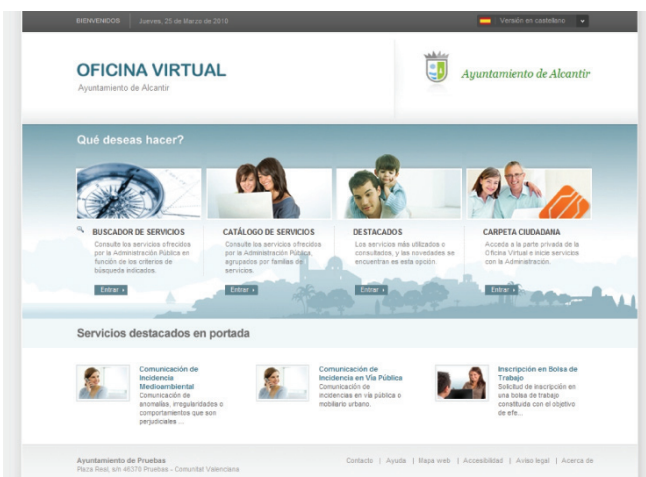 BIENVENIDOS
Jueves, 25 de Marzo de 2010
Versión en castellano
OFICINA VIRTUAL
Ayuntamiento de Alcantir
Ayuntamiento de Alcantir
Qué deseas hacer?
BUSCADOR DE SERVICIOS
Consulte los servicios ofrecidos
por la Administración Pública en
función de los criterios de
búsqueda indicados.
Entrar
CATÁLOGO DE SERVICIOS
Consulte los servicios ofrecidos
por la Administración Pública,
agrupados por familias de
servicios.
Entrar
DESTACADOS
Los servicios más utilizados o
consultados, y las novedades se
encuentran es esta opción.
Entrar
CARPETA CIUDADANA
Acceda a la parte privada de la
Oficina Virtual e inicie servicios
con la Administración.
Entrar
Servicios destacados en portada
Comunicación de
Incidencia
Medioambiental
Comunicación de
anomalías, irregularidades o
comportamientos que son
perjudiciales ...
Comunicación de
Incidencia en Vía Pública
Comunicación de
incidencias en vía pública o
mobiliario urbano.
Inscripción en Bolsa de
Trabajo
Solicitud de inscripción en
una bolsa de trabajo
constituida con el objetivo
de efe...
Ayuntamiento de Pruebas
Plaza Real, s/n 46370 Pruebas - Comunitat Valenciana
Contacto | Ayuda | Mapa web | Accesibilidad | Aviso legal | Acerca de